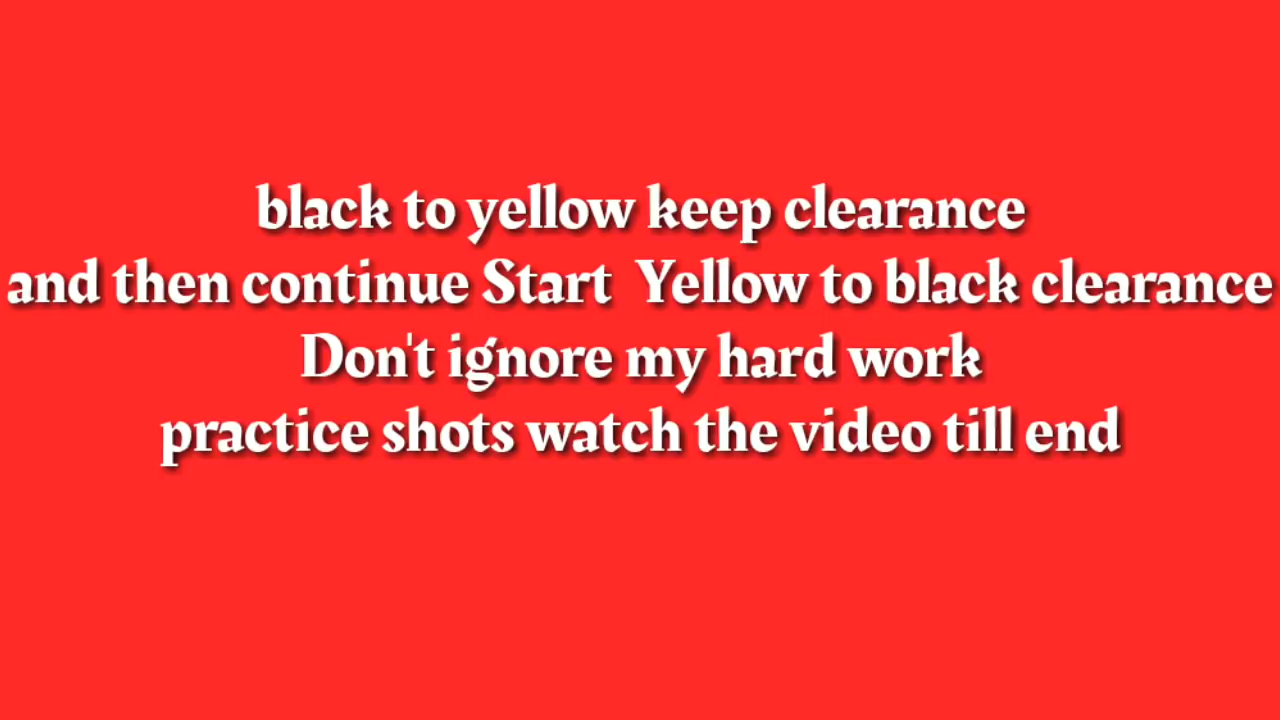 black to yellow keep clearance
and then continue Start  Yellow to black clearance
Don't ignore my hard work
practice shots watch the video till end